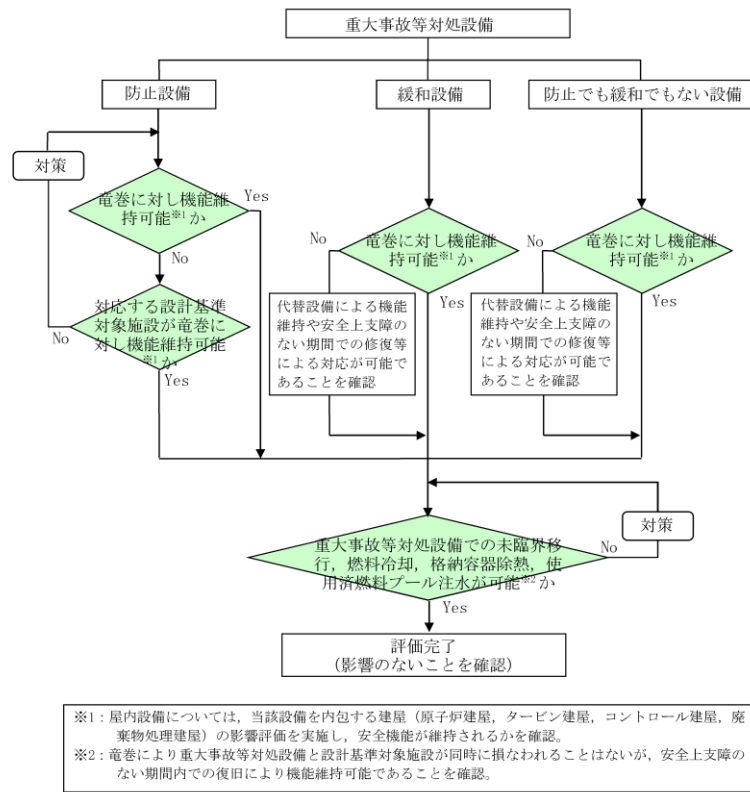 重大事故等対処設備
防止設備
緩和設備
防止でも緩和でもない設備
対策
竜巻に対し機能維
持可能※1か
Yes
No
対応する設計基準
対象施設が竜巻に
対し機能維持可能
※1か
No
Yes
竜巻に対し機能維
持可能※1か
No
Yes
代替設備による機能
維持や安全上支障の
ない期間での修復等
による対応が可能で
あることを確認
竜巻に対し機能維
持可能※1か
No
Yes
代替設備による機能
維持や安全上支障の
ない期間での修復等
による対応が可能で
あることを確認
対策
重大事故等対処設備での未臨界移
行，燃料冷却，格納容器除熱，使
用済燃料プール注水が可能※2か
No
Yes
評価完了
（影響のないことを確認）
※1：屋内設備については，当該設備を内包する建屋（原子炉建屋，タービン建屋，コントロール建屋，廃
棄物処理建屋）の影響評価を実施し，安全機能が維持されるかを確認。
※2：竜巻により重大事故等対処設備と設計基準対象施設が同時に損なわれることはないが，安全上支障の
ない期間内での復旧により機能維持可能であることを確認。